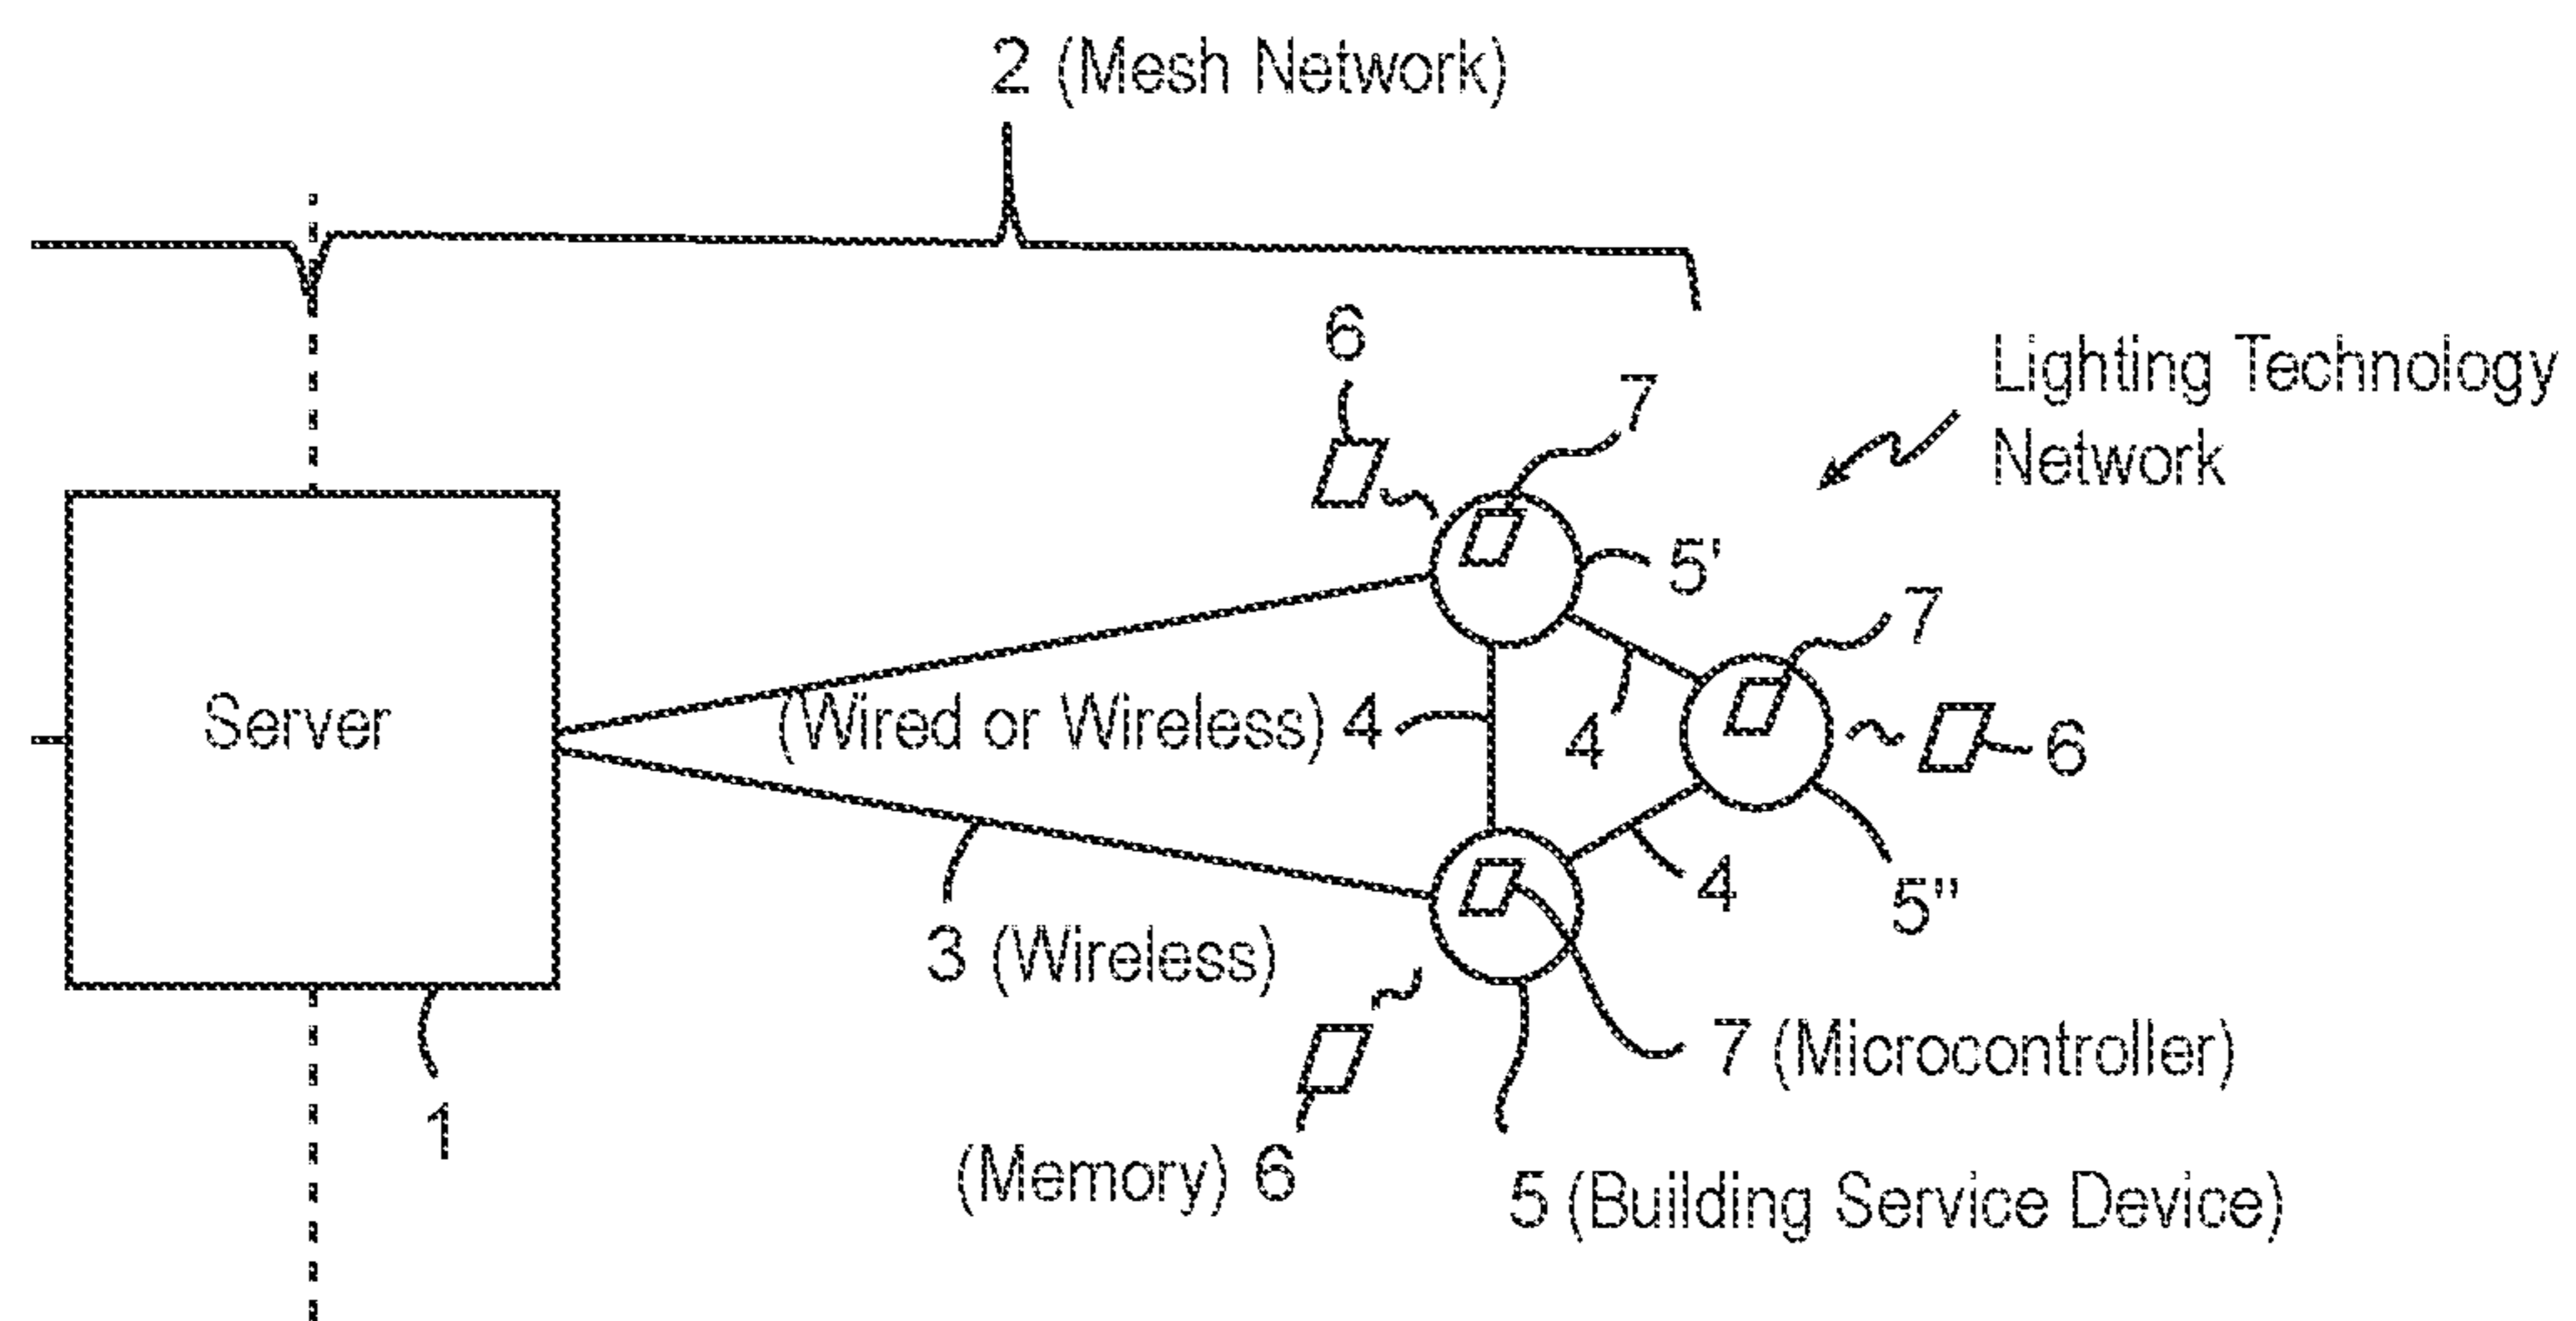 2 (Mesh Network)
6
7
Lighting Technology
Network
5'
7
Server
(Wired or Wireless) 4
4
6
4
5"
3 (Wireless)
7 (Microcontroller)
1
(Memory) 6
5 (Building Service Device)